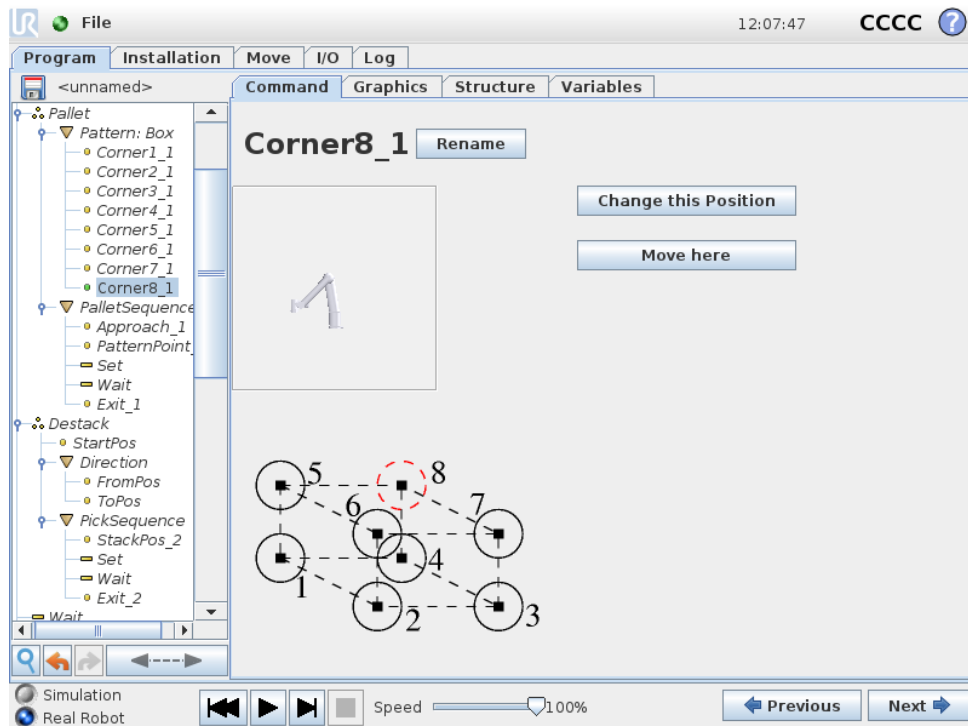 UR File 12:07:47 CCCC ?
Program Installation Move I/O Log
<unnamed> Command Graphics Structure Variables
Pallet
Pattern: Box
Corner1_1
Corner2_1
Corner3_1
Corner4_1
Corner5_1
Corner6_1
Corner7_1
Corner8_1
PalletSequence
Approach_1
PatternPoint_
Set
Wait
Exit_1
Destack
StartPos
Direction
FromPos
ToPos
PickSequence
StackPos_2
Set
Wait
Exit_2
Wait
Corner8_1 Rename
Change this Position
Move here
5 8
6 7
4
1 2 3
Simulation
Real Robot
Speed 100%
Previous Next